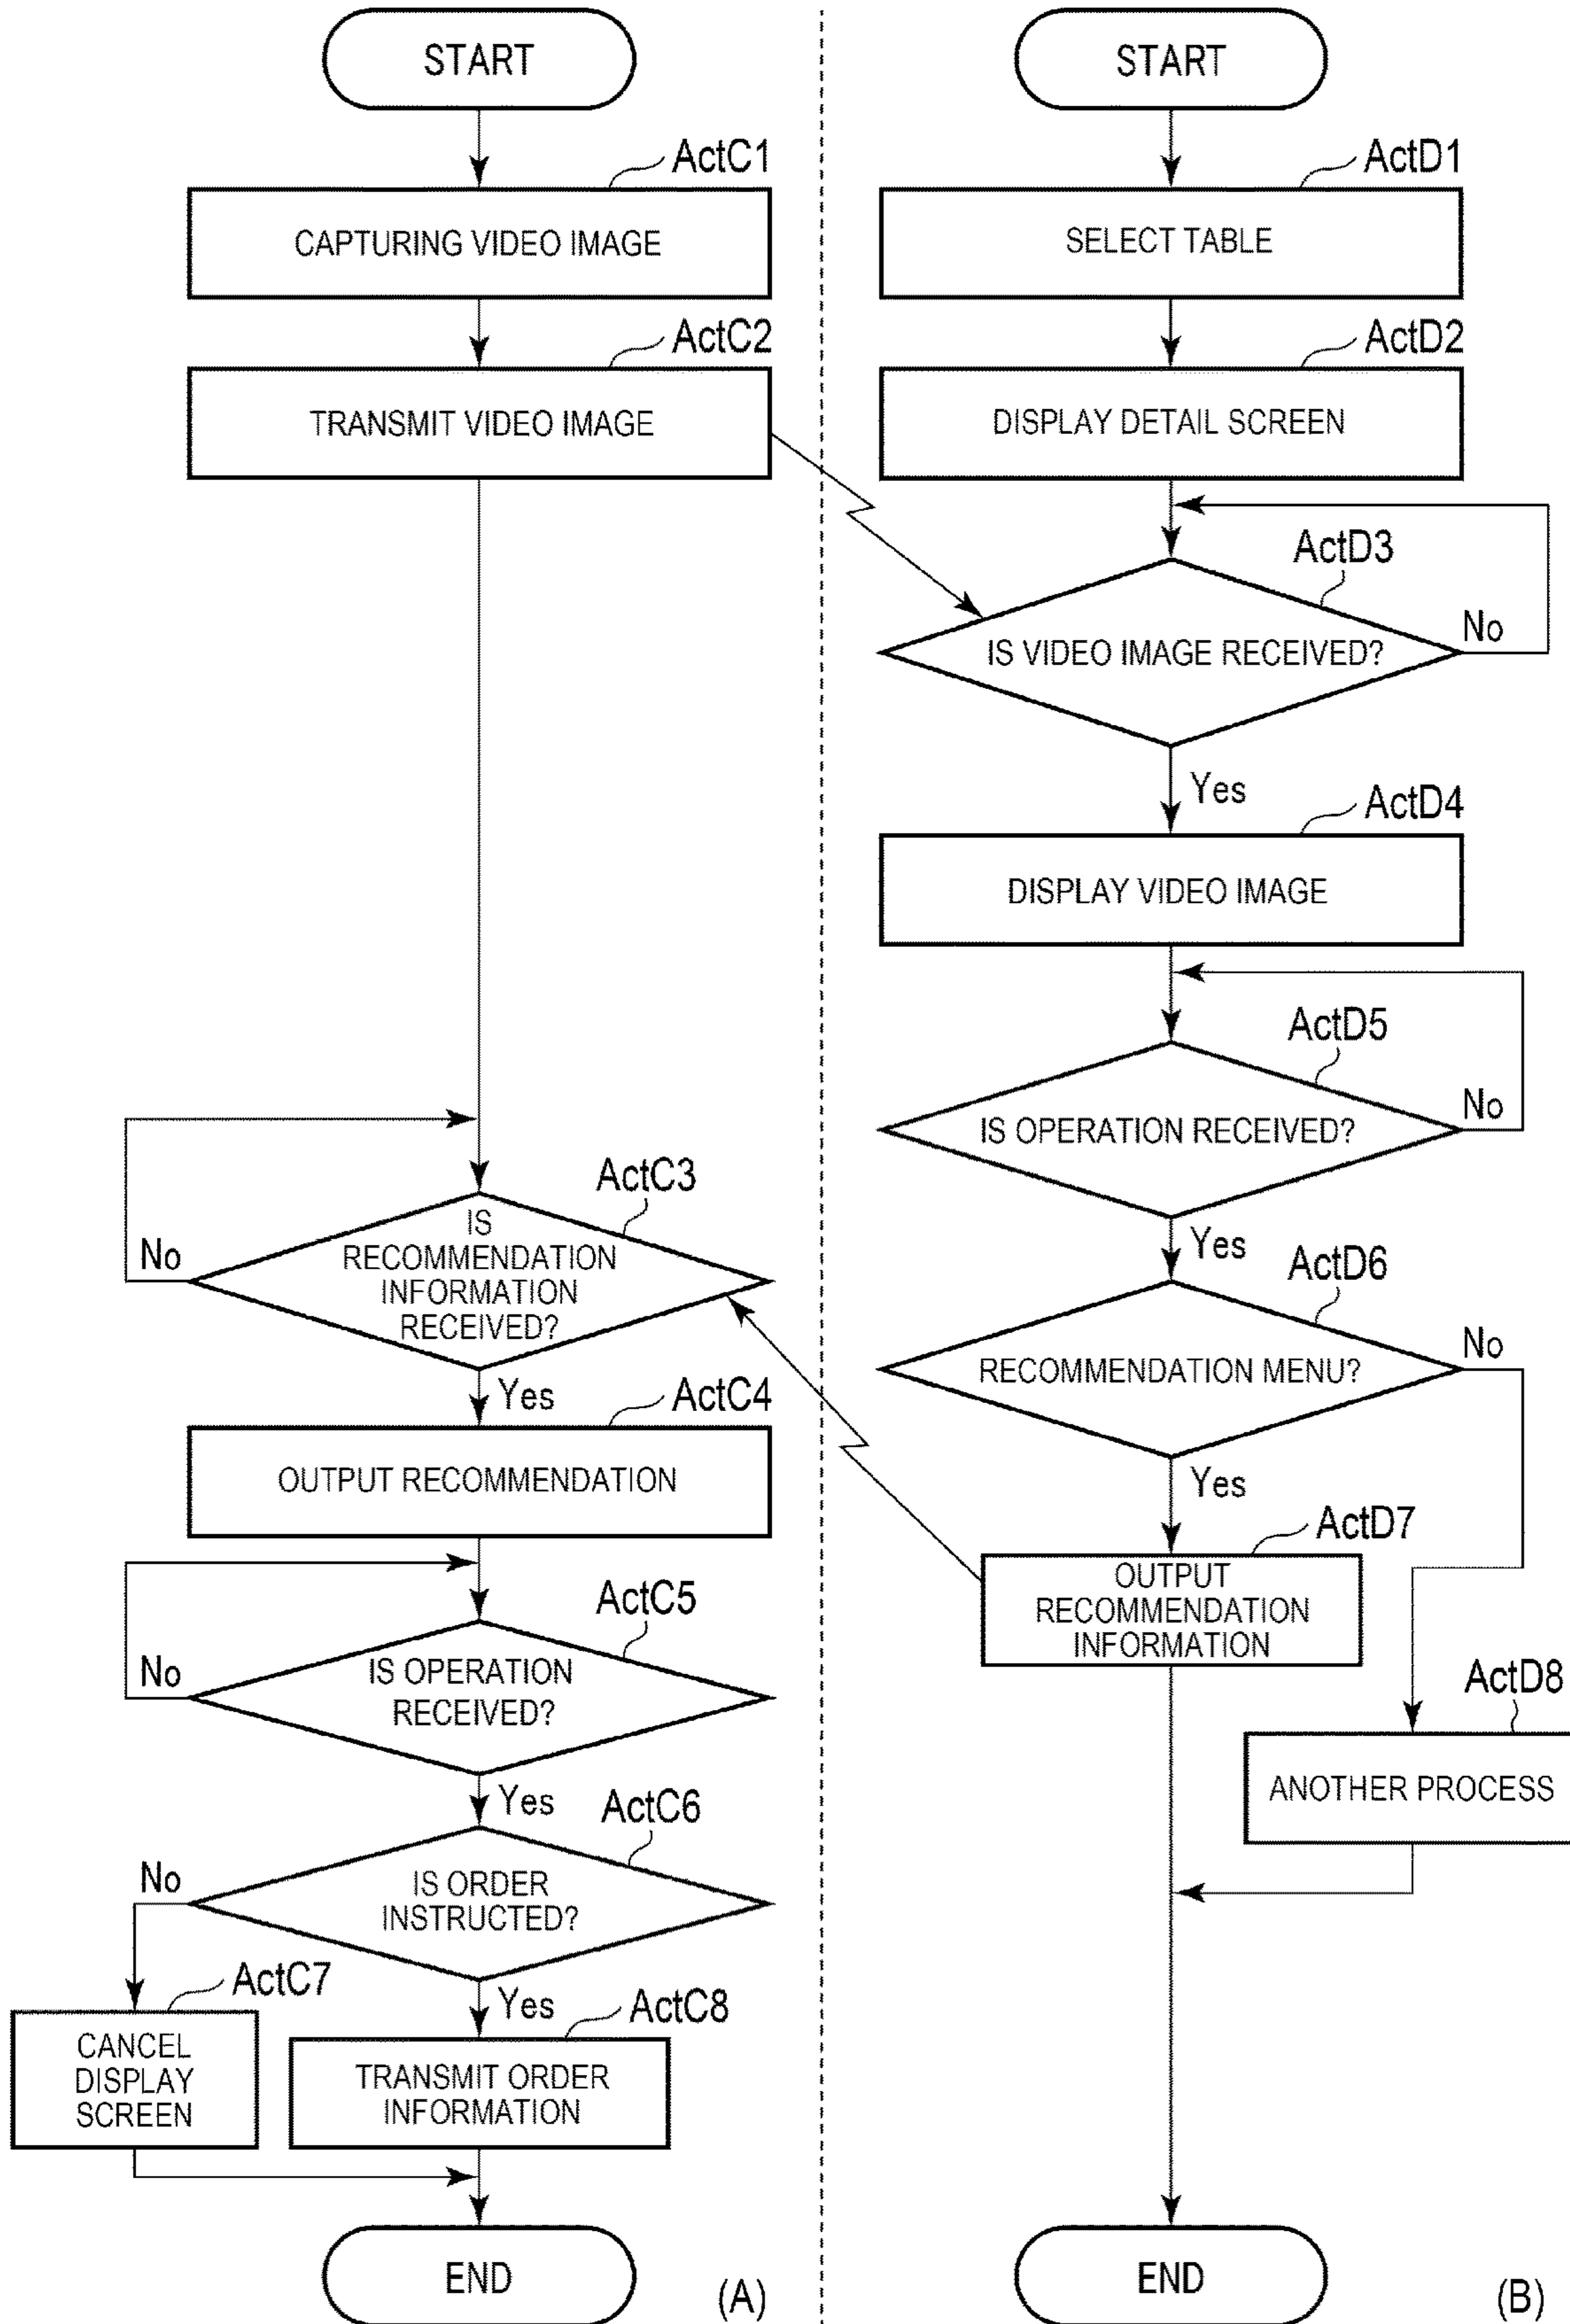 START
ActC1
CAPTURING VIDEO IMAGE
ActC2
TRANSMIT VIDEO IMAGE
ActC3
IS
RECOMMENDATION
INFORMATION
RECEIVED?
No
Yes
ActC4
OUTPUT RECOMMENDATION
ActC5
IS OPERATION
RECEIVED?
No
Yes
ActC6
IS ORDER
INSTRUCTED?
No
Yes
ActC7
CANCEL
DISPLAY
SCREEN
ActC8
TRANSMIT ORDER
INFORMATION
END
(A)
START
ActD1
SELECT TABLE
ActD2
DISPLAY DETAIL SCREEN
ActD3
IS VIDEO IMAGE RECEIVED?
No
Yes
ActD4
DISPLAY VIDEO IMAGE
ActD5
IS OPERATION RECEIVED?
No
Yes
ActD6
RECOMMENDATION MENU?
No
Yes
ActD7
OUTPUT
RECOMMENDATION
INFORMATION
ActD8
ANOTHER PROCESS
END
(B)